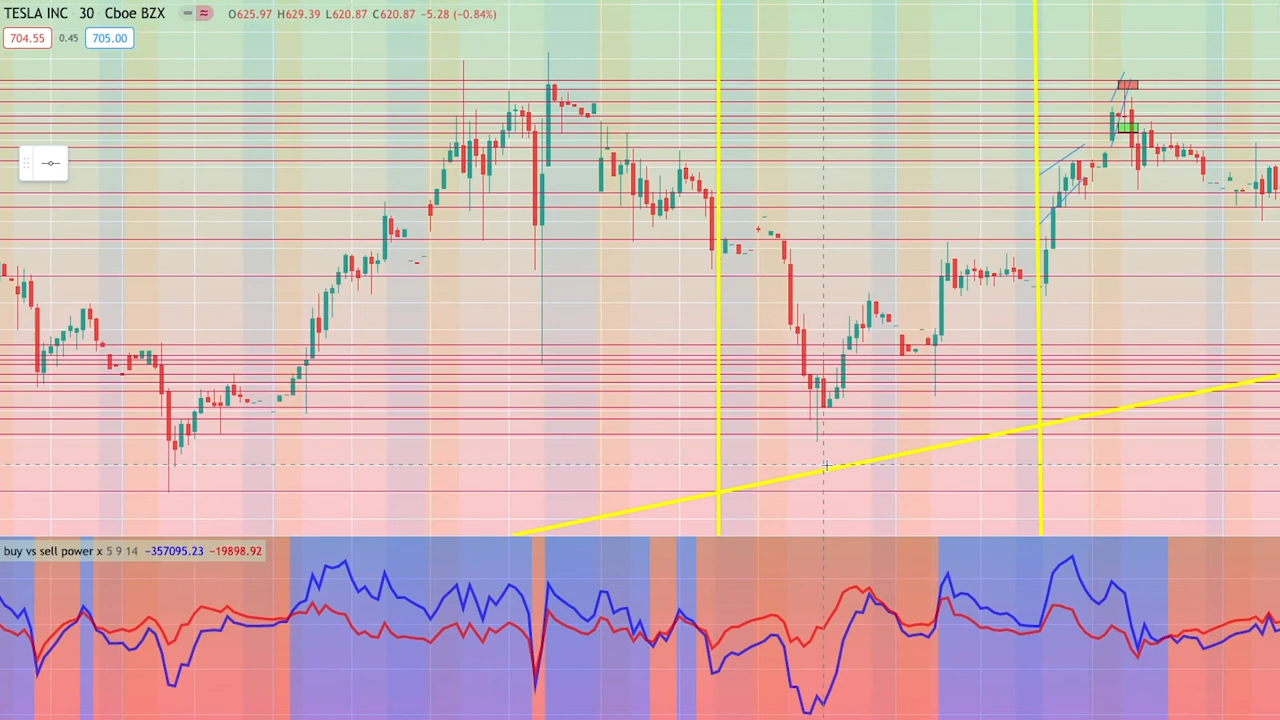 TESLA INC 30 Cboe BZX O625.97 H629.39 L620.87 C620.87 −5.28 (−0.84%)
704.55 0.45 705.00
buy vs sell power x 5 9 14 −357095.23 −19898.92